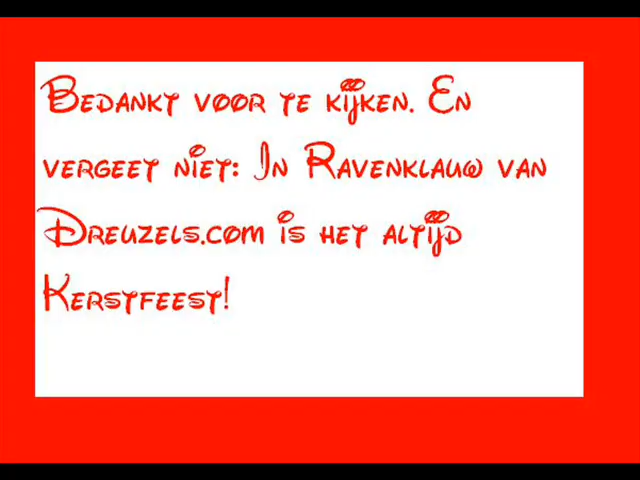 Bedankt voor te kijken. En
vergeet niet: In Ravenklauw van
Dreuzels.com is het altijd
Kerstfeest!